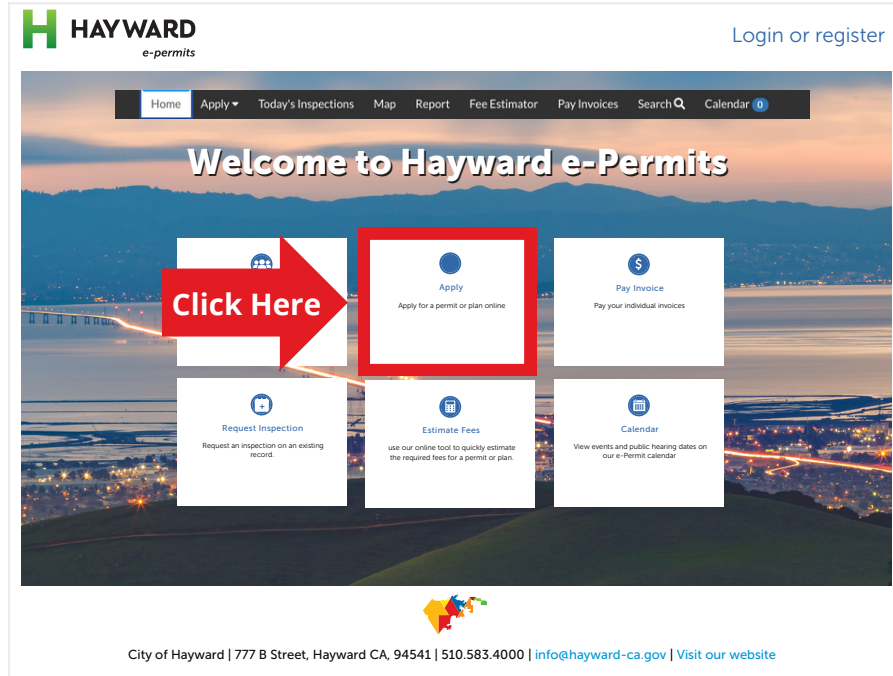 HAYWARD
e-permits
Login or register
Home Apply Today's Inspections Map Report Fee Estimator Pay Invoices Search Calendar 0
Welcome to Hayward e-Permits
Click Here
Apply
Apply for a permit or plan online
$
Pay Invoice
Pay your individual invoices
Request Inspection
Request an inspection on an existing
record.
Estimate Fees
use our online tool to quickly estimate
the required fees for a permit or plan.
Calendar
View events and public hearing dates on
our e-Permit calendar
City of Hayward | 777 B Street, Hayward CA, 94541 | 510.583.4000 | info@hayward-ca.gov | Visit our website